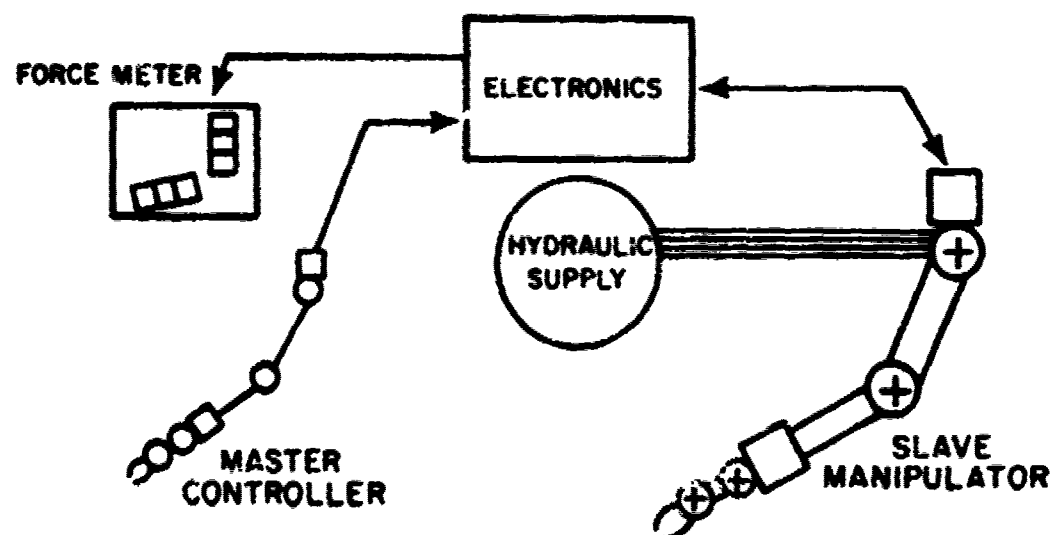 FORCE METER
ELECTRONICS
HYDRAULIC
SUPPLY
MASTER
CONTROLLER
SLAVE
MANIPULATOR